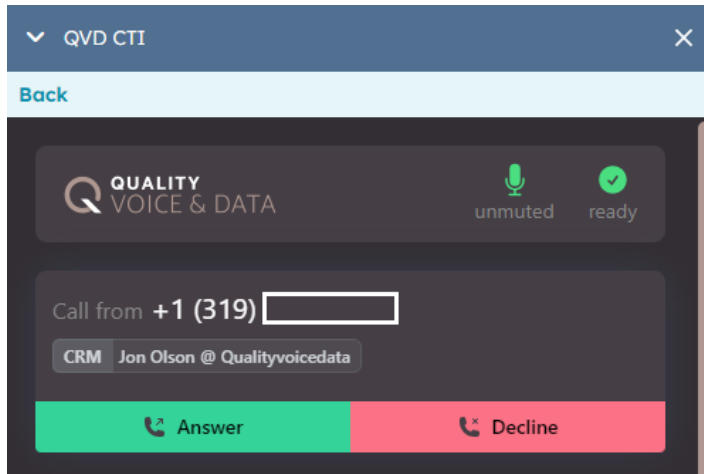 QVD CTI
Back
QUALITY
VOICE & DATA
unmuted
ready
Call from +1 (319)
CRM Jon Olson @ Qualityvoicedata
Answer
Decline